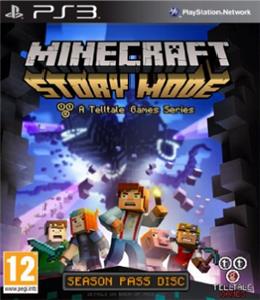 PS3
PlayStation Network
MINECRAFT
STORY MODE
A Telltale Games Series
12
www.pegi.info
SEASON PASS DISC
TELLTALE
GAMES